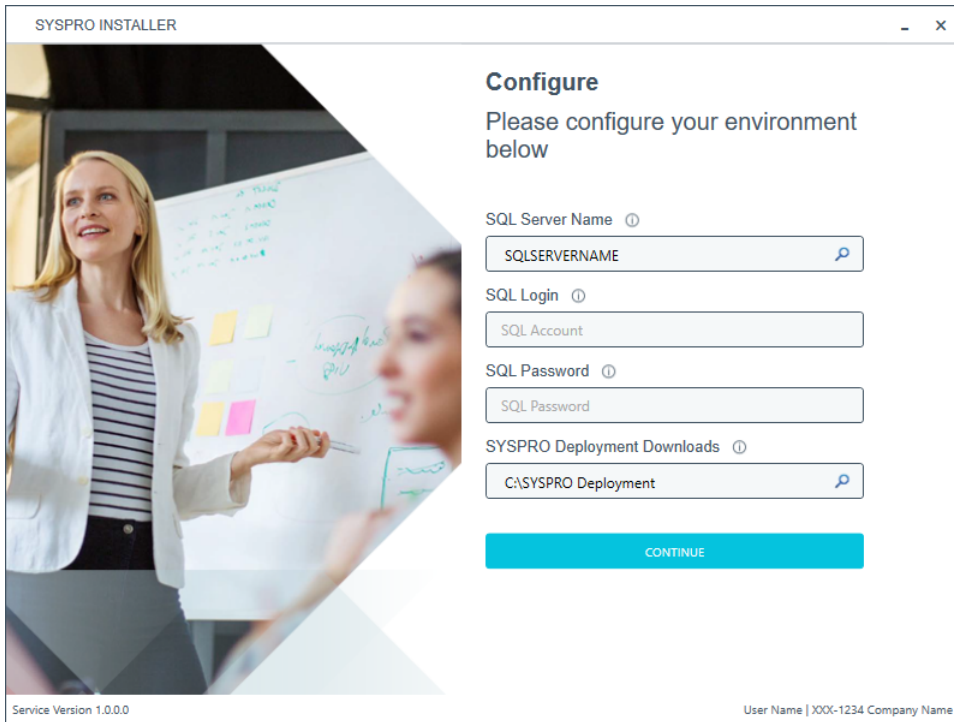 SYSPRO INSTALLER
Configure
Please configure your environment
below
SQL Server Name
SQLSERVERNAME
SQL Login
SQL Account
SQL Password
SQL Password
SYSPRO Deployment Downloads
C:\SYSPRO Deployment
CONTINUE
Service Version 1.0.0.0
User Name | XXX-1234 Company Name